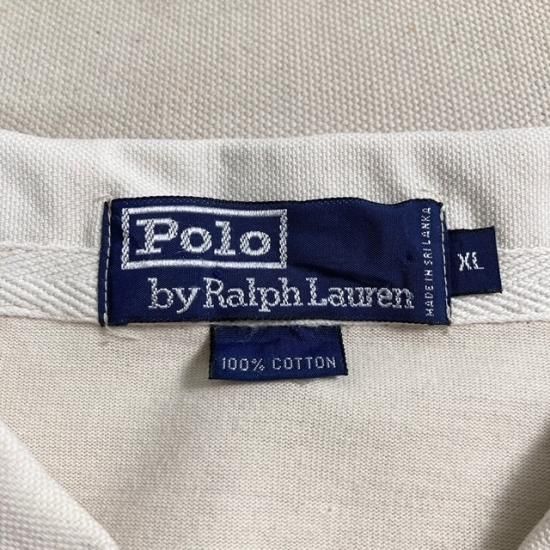 Polo
by Ralph Lauren
MADE IN SRI LANKA
XL
100% COTTON